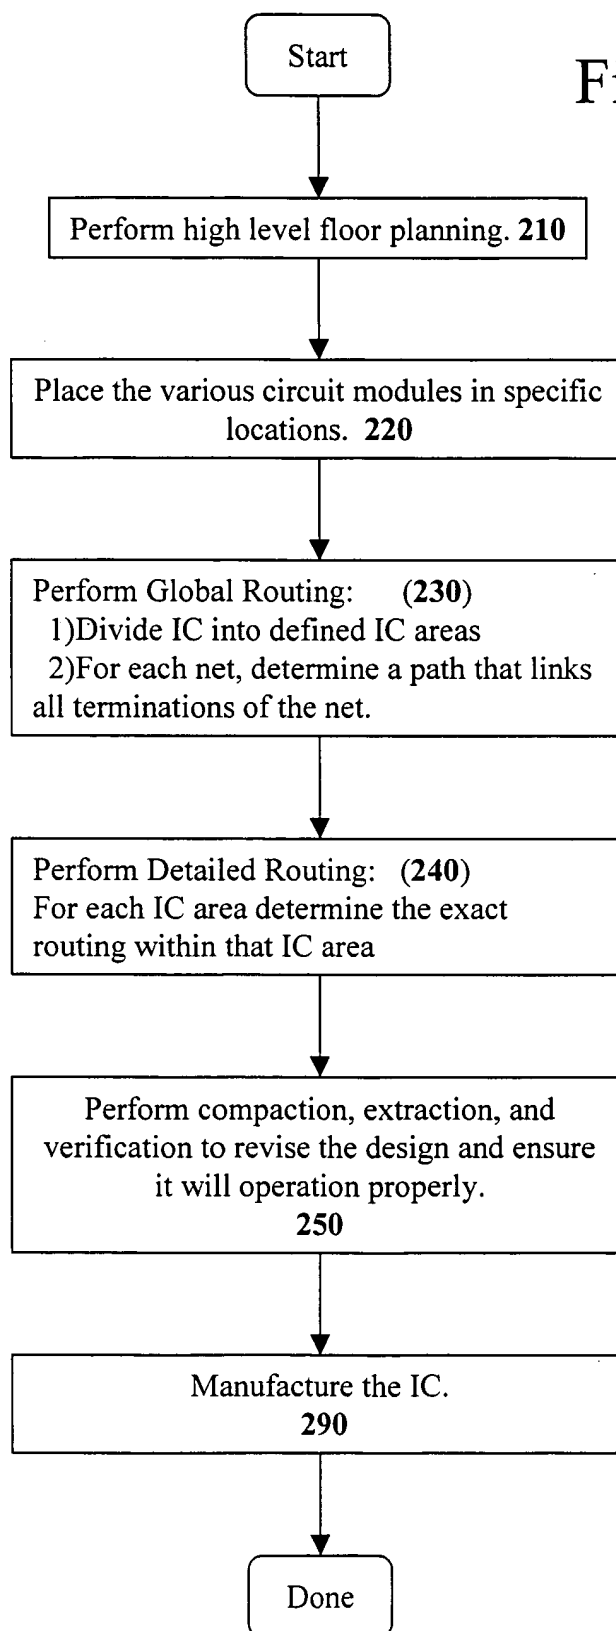 Start
Perform high level floor planning. 210
Place the various circuit modules in specific
locations. 220
Perform Global Routing: (230)
1)Divide IC into defined IC areas
2)For each net, determine a path that links
all terminations of the net.
Perform Detailed Routing: (240)
For each IC area determine the exact
routing within that IC area
Perform compaction, extraction, and
verification to revise the design and ensure
it will operation properly.
250
Manufacture the IC.
290
Done